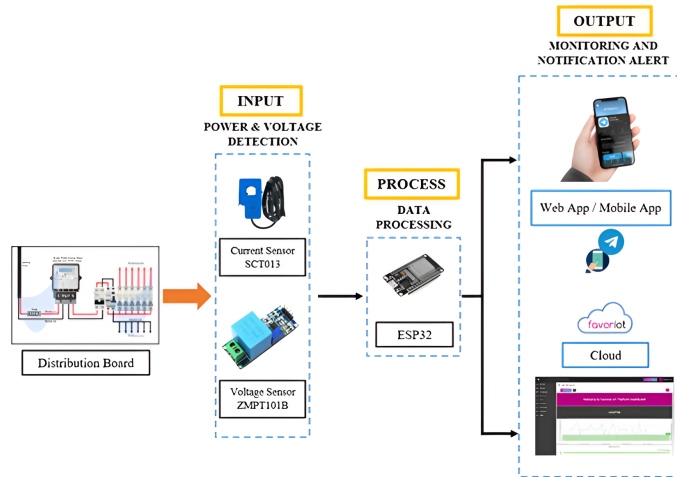 OUTPUT
MONITORING AND
NOTIFICATION ALERT
INPUT
POWER & VOLTAGE
DETECTION
PROCESS
DATA
PROCESSING
Current Sensor
SCT013
Distribution Board
ESP32
Voltage Sensor
ZMPT101B
Web App / Mobile App
favoriot
Cloud